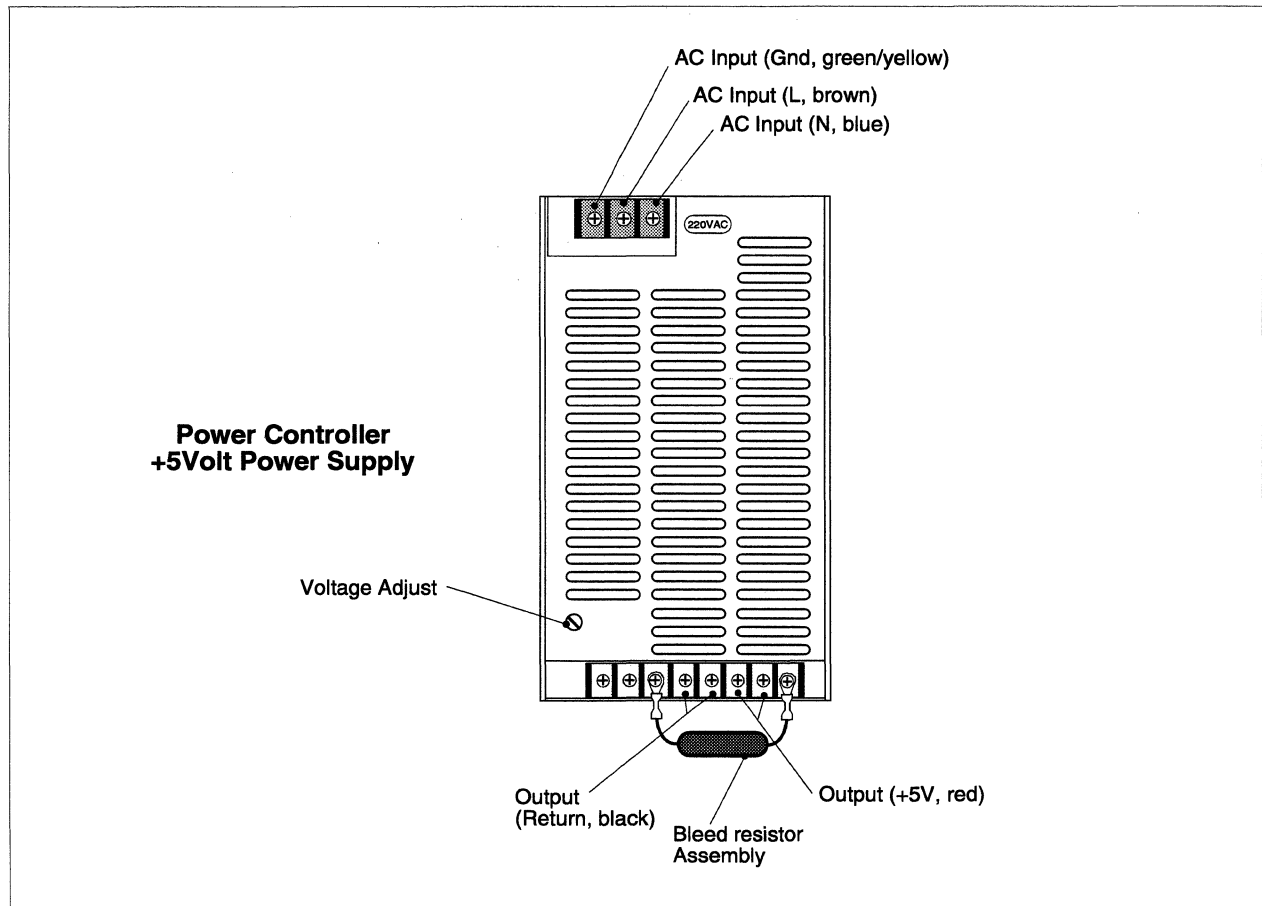 AC Input (Gnd, green/yellow)
AC Input (L, brown)
AC Input (N, blue)
220VAC
Power Controller
+5Volt Power Supply
Voltage Adjust
Output
(Return, black)
Output (+5V, red)
Bleed resistor
Assembly